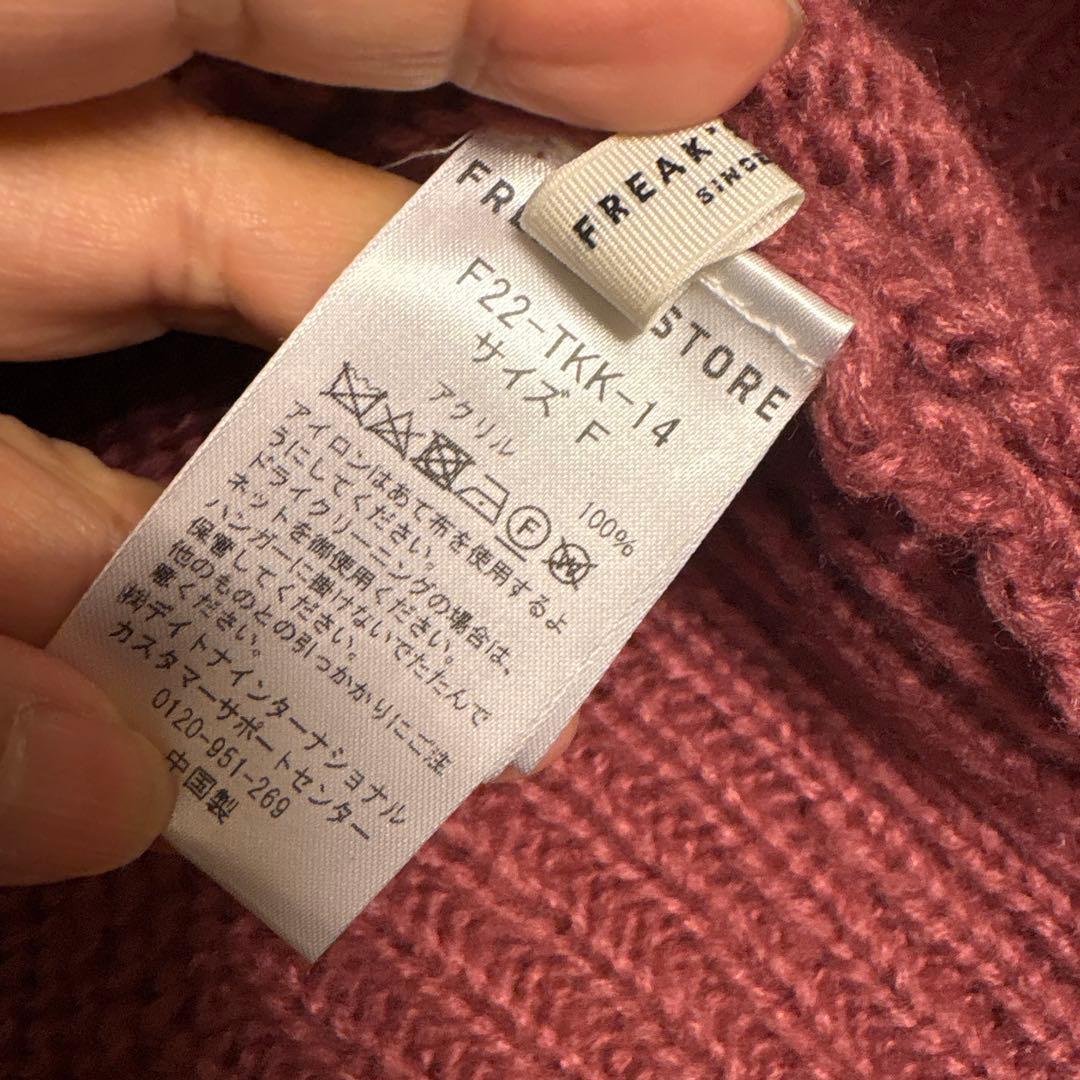 FREAK'
SINCE
STORE
F22-TKK-14
サイズ F
アクリル 100%
F
アイロンはあて布を使用するよ
うにしてください。
ドライクリーニングの場合は、
ネットを御使用ください。
ハンガーに掛けないでたたんで
保管してください。
他のものとの引っかかりにご注
意ください。
㈱デイトナインターナショナル
カスタマーサポートセンター
0120-951-269
中国製